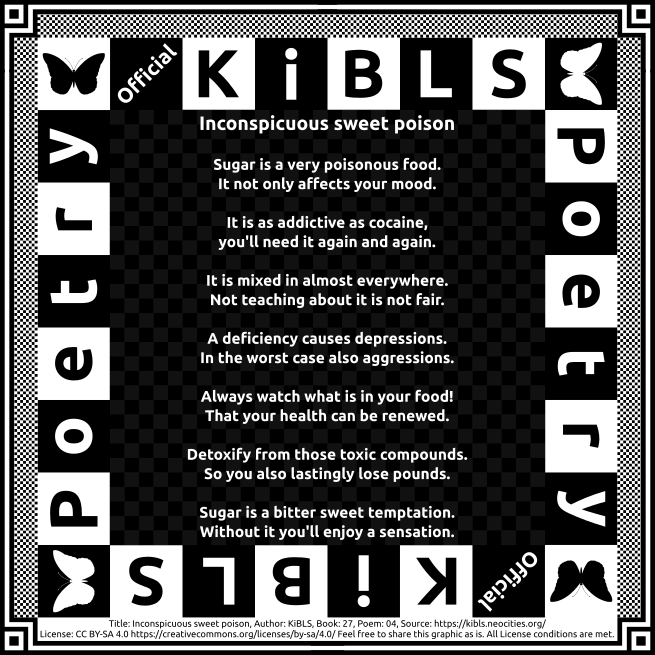 Official KiBLS
Poetry
Poetry
Inconspicuous sweet poison
Sugar is a very poisonous food.
It not only affects your mood.
It is as addictive as cocaine,
you'll need it again and again.
It is mixed in almost everywhere.
Not teaching about it is not fair.
A deficiency causes depressions.
In the worst case also aggressions.
Always watch what is in your food!
That your health can be renewed.
Detoxify from those toxic compounds.
So you also lastingly lose pounds.
Sugar is a bitter sweet temptation.
Without it you'll enjoy a sensation.
Official KiBLS
Title: Inconspicuous sweet poison, Author: KiBLS, Book: 27, Poem: 04, Source: https://kibls.neocities.org/
License: CC BY-SA 4.0 https://creativecommons.org/licenses/by-sa/4.0/ Feel free to share this graphic as is. All License conditions are met.